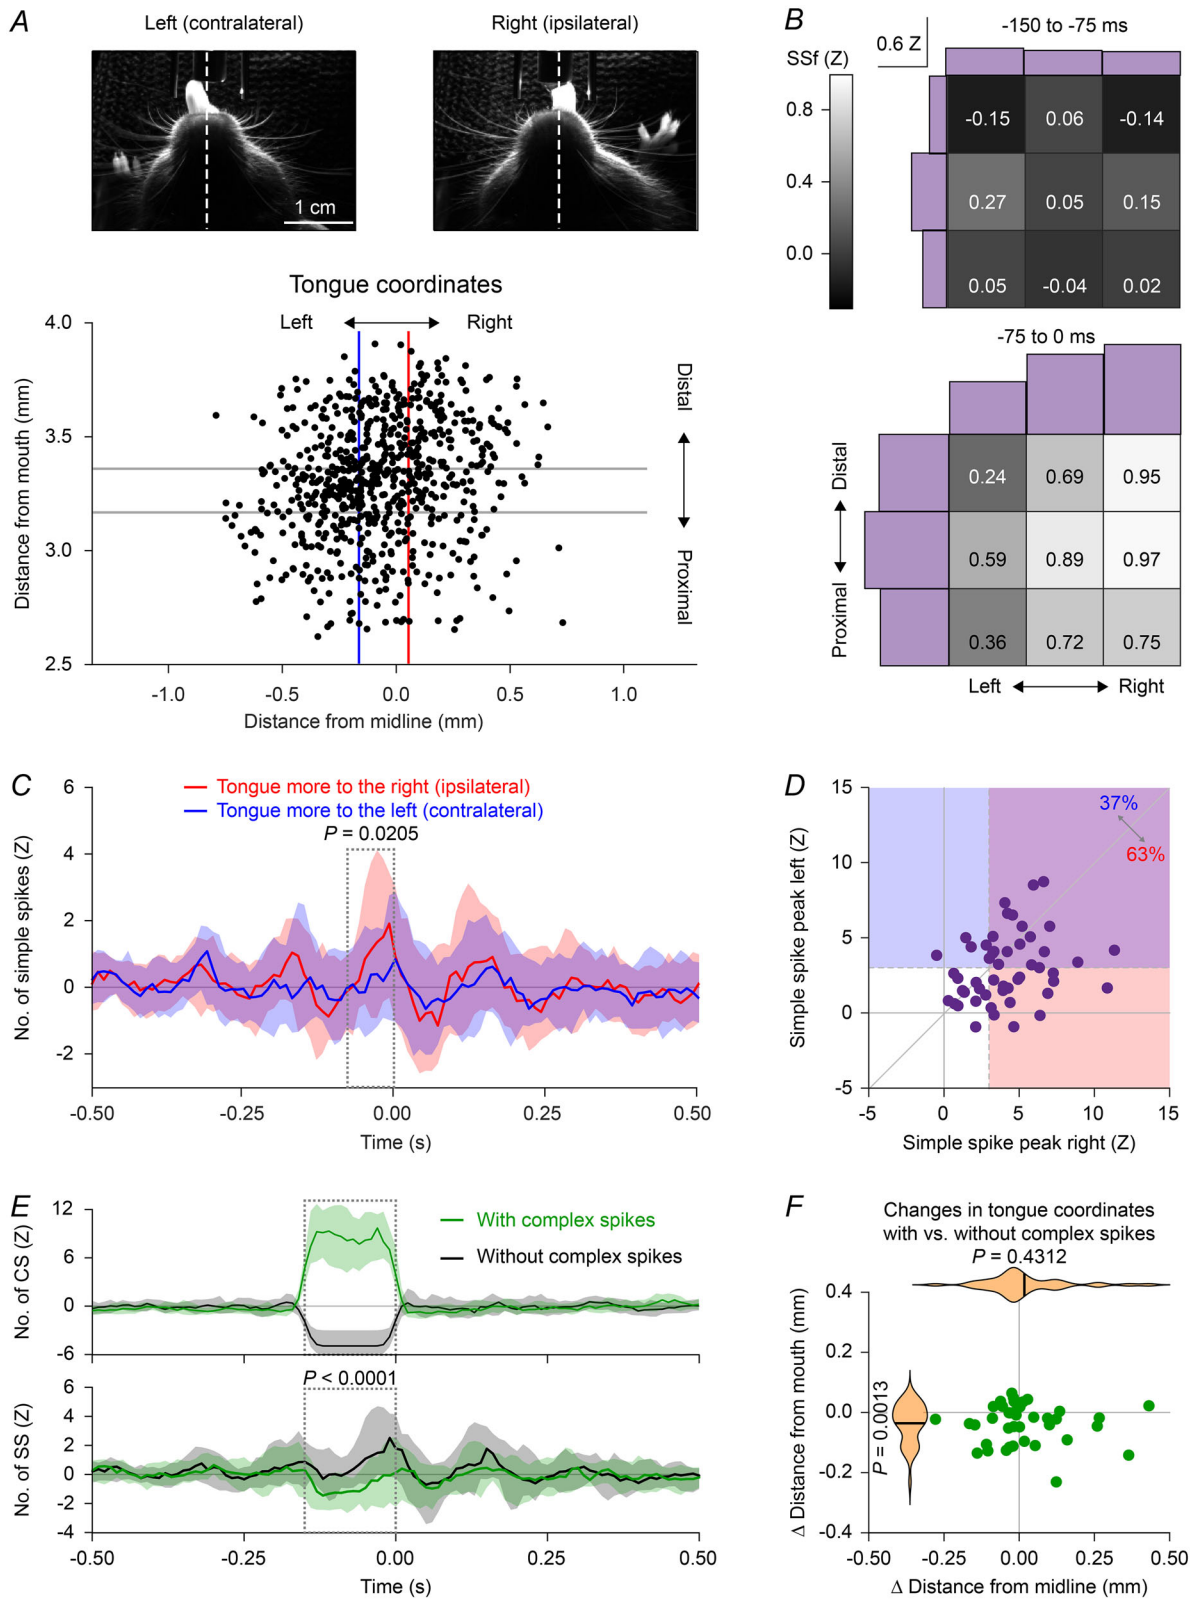 A
Left (contralateral)
Right (ipsilateral)
1 cm
Tongue coordinates
Left
Right
4.0
3.5
3.0
2.5
Distance from mouth (mm)
Distal
Proximal
-1.0
-0.5
0.0
0.5
1.0
Distance from midline (mm)
B
0.6 Z
-150 to -75 ms
SSf (Z)
0.8
0.4
0.0
-0.15
0.06
-0.14
0.27
0.05
0.15
0.05
-0.04
0.02
-75 to 0 ms
Distal
Proximal
0.24
0.69
0.95
0.59
0.89
0.97
0.36
0.72
0.75
Left
Right
C
Tongue more to the right (ipsilateral)
Tongue more to the left (contralateral)
P = 0.0205
6
4
2
0
-2
No. of simple spikes (Z)
-0.50
-0.25
0.00
0.25
0.50
Time (s)
D
15
10
5
0
-5
Simple spike peak left (Z)
37%
63%
-5
0
5
10
15
Simple spike peak right (Z)
E
12
6
0
-6
No. of CS (Z)
With complex spikes
Without complex spikes
-0.50
-0.25
0.00
0.25
0.50
P < 0.0001
6
4
2
0
-2
-4
No. of SS (Z)
-0.50
-0.25
0.00
0.25
0.50
Time (s)
F
Changes in tongue coordinates
with vs. without complex spikes
P = 0.4312
0.4
0.2
0.0
-0.2
-0.4
Δ Distance from mouth (mm)
P = 0.0013
-0.50
-0.25
0.00
0.25
0.50
Δ Distance from midline (mm)